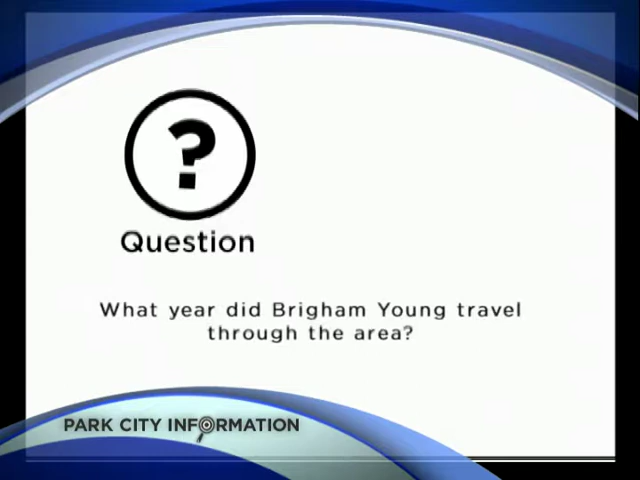 ?
Question
What year did Brigham Young travel
through the area?
PARK CITY INFORMATION